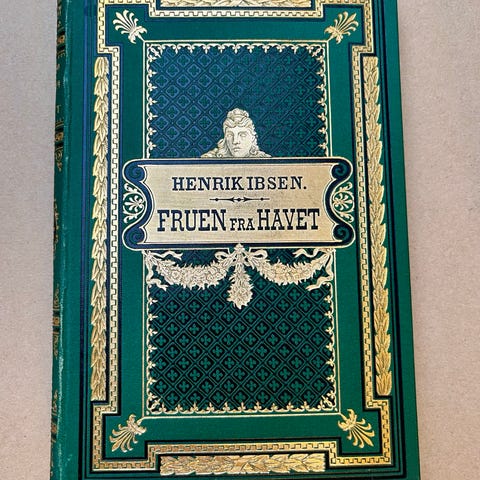 HENRIK IBSEN.
FRUEN FRA HAVET